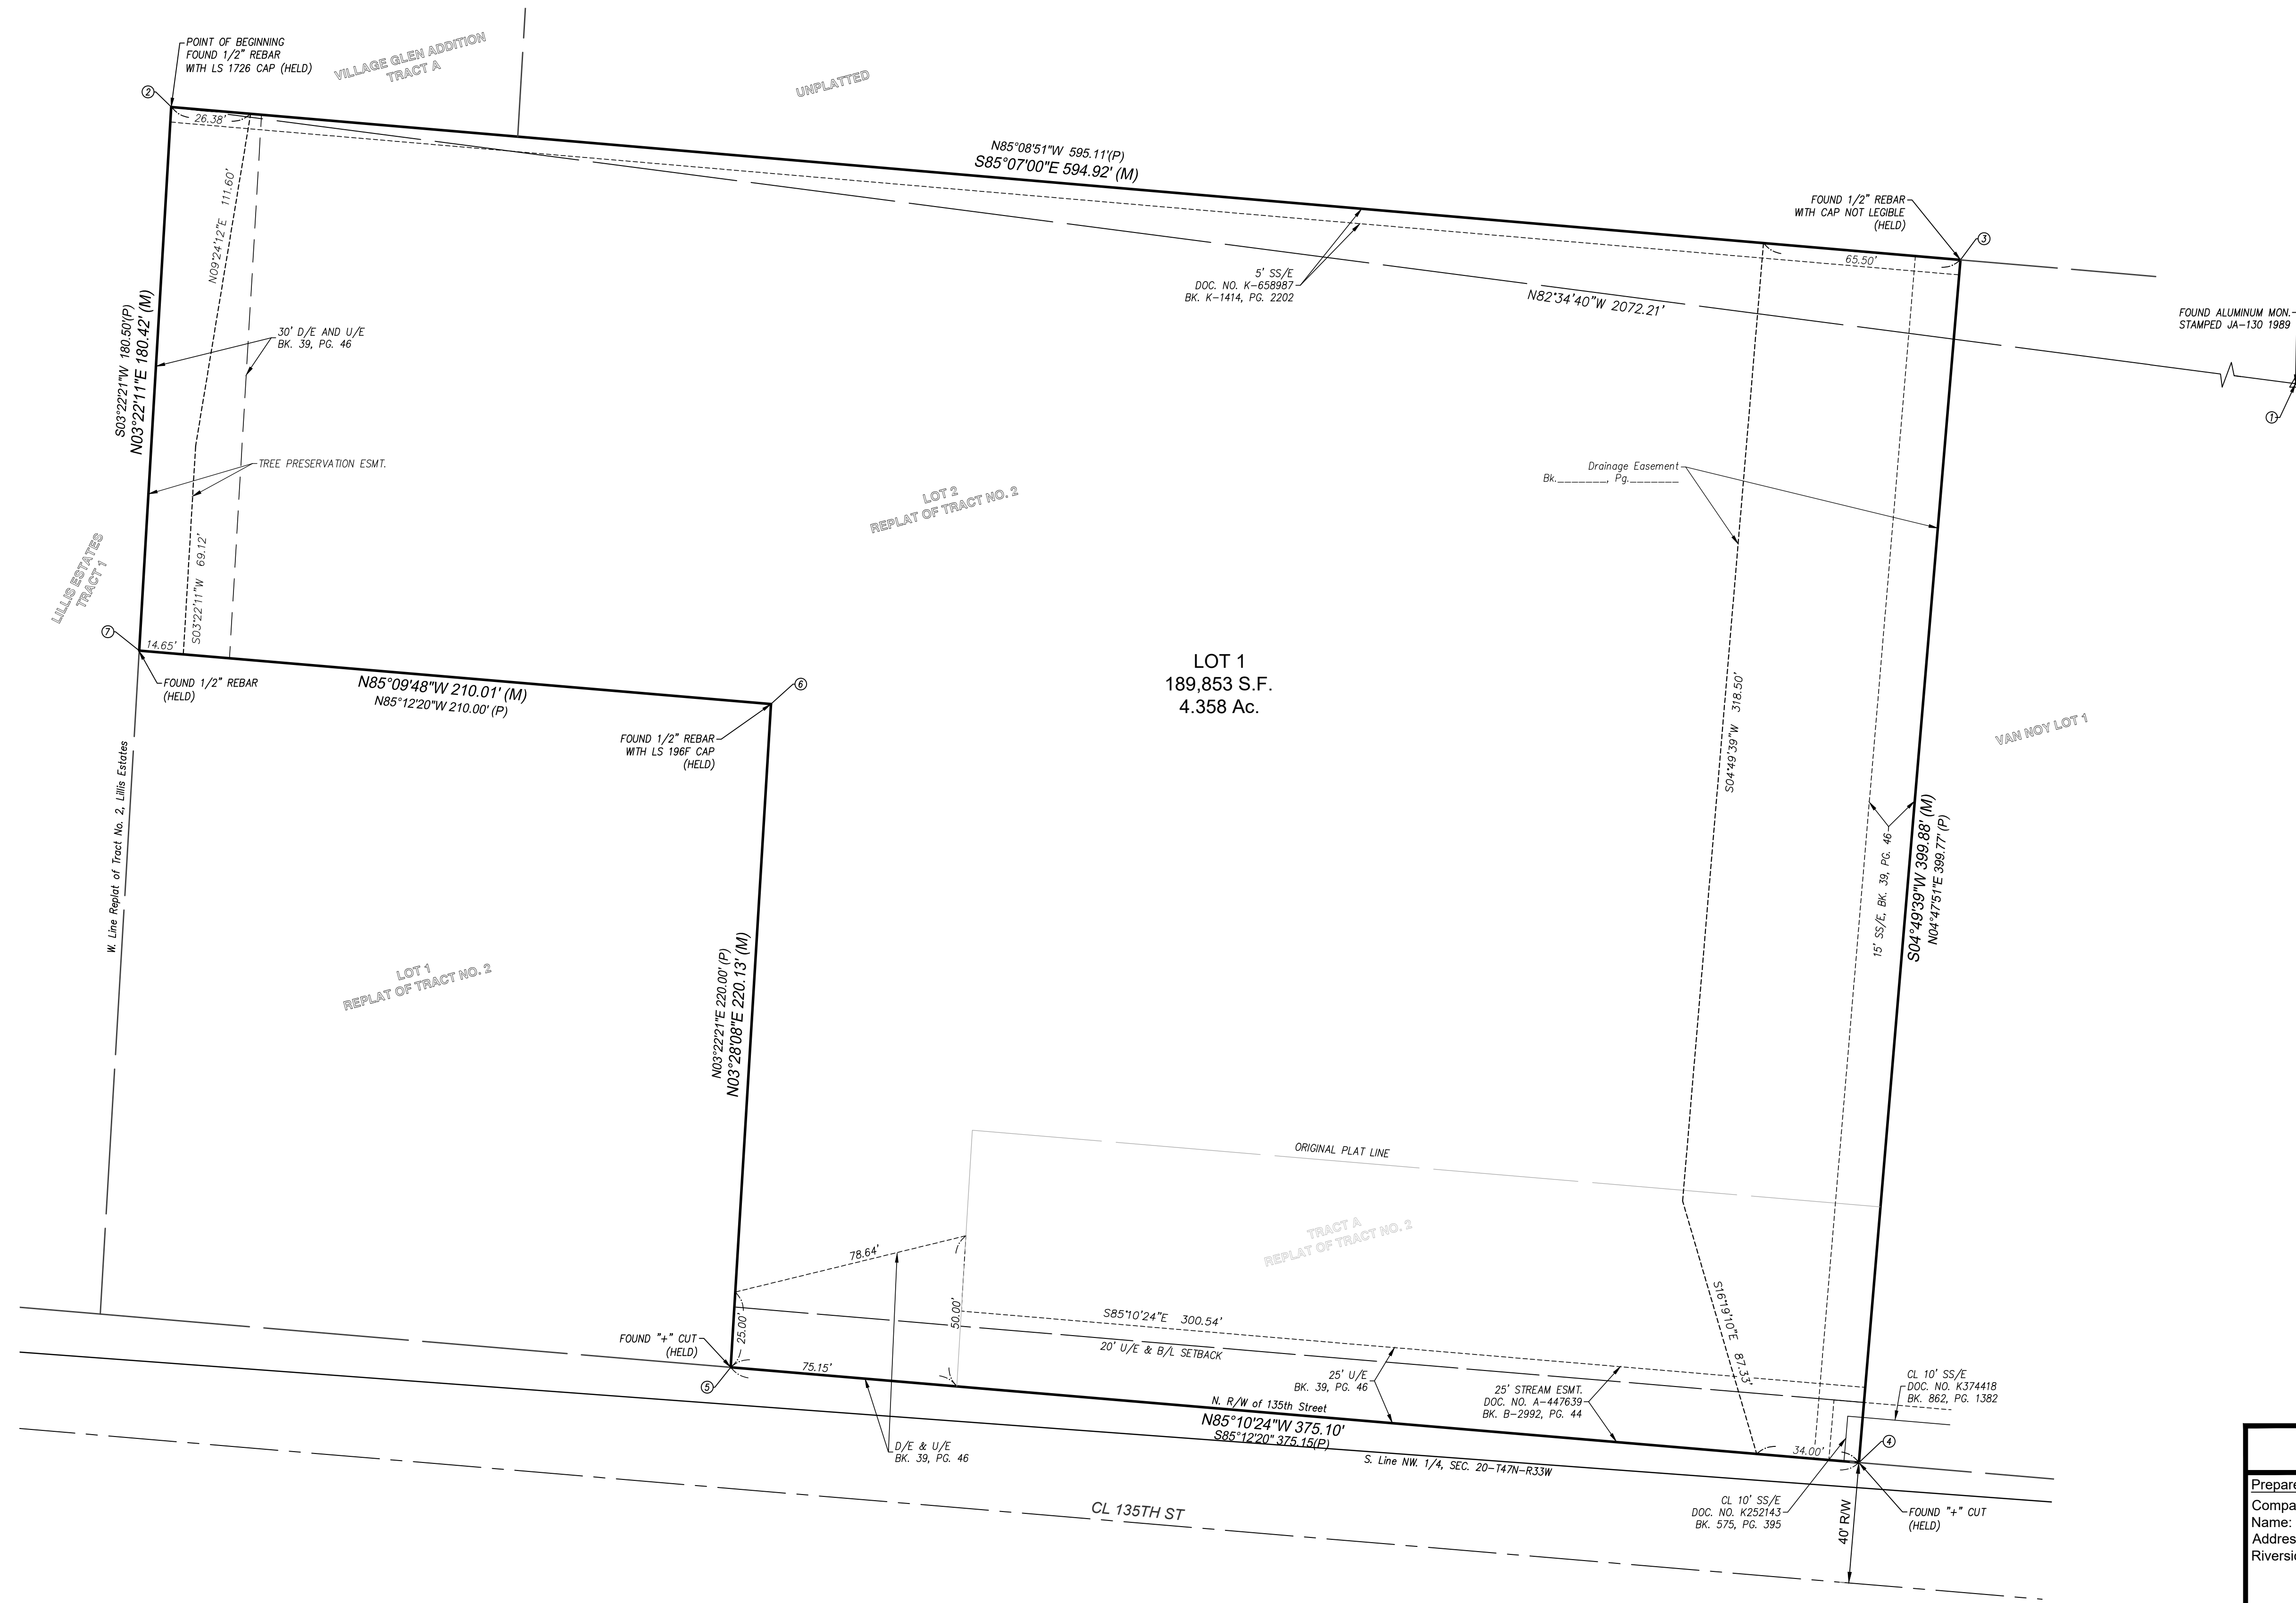 POINT OF BEGINNING
FOUND 1/2" REBAR
WITH LS 1726 CAP (HELD)
VILLAGE GLEN ADDITION
TRACT A
UNPLATTED
2
26.38'
N85°08'51"W 595.11'(P)
S85°07'00"E 594.92' (M)
FOUND 1/2" REBAR
WITH CAP NOT LEGIBLE
(HELD)
3
65.50'
5' SS/E
DOC. NO. K-658987
BK. K-1414, PG. 2202
N82°34'40"W 2072.21'
FOUND ALUMINUM MON.
STAMPED JA-130 1989
1
N09°24'12"E 111.60'
S03°22'21"W 180.50'(P)
N03°22'11"E 180.42' (M)
30' D/E AND U/E
BK. 39, PG. 46
TREE PRESERVATION ESMT.
Drainage Easement
Bk._______, Pg._______
LOT 2
REPLAT OF TRACT NO. 2
LILLIS ESTATES
TRACT 1
S03°22'11"W 69.12'
7
14.65'
FOUND 1/2" REBAR
(HELD)
N85°09'48"W 210.01' (M)
N85°12'20"W 210.00' (P)
6
FOUND 1/2" REBAR
WITH LS 196F CAP
(HELD)
LOT 1
189,853 S.F.
4.358 Ac.
S04°49'39"W 318.50'
VAN NOY LOT 1
15' SS/E, BK. 39, PG. 46
S04°49'39"W 399.88' (M)
N04°47'51"E 399.77' (P)
W. Line Replat of Tract No. 2, Lillis Estates
LOT 1
REPLAT OF TRACT NO. 2
N03°22'21"E 220.00' (P)
N03°28'08"E 220.13' (M)
ORIGINAL PLAT LINE
TRACT A
REPLAT OF TRACT NO. 2
78.64'
25.00'
50.00'
S85°10'24"E 300.54'
20' U/E & B/L SETBACK
S16°19'10"E 87.33'
FOUND "+" CUT
(HELD)
5
75.15'
25' U/E
BK. 39, PG. 46
25' STREAM ESMT.
DOC. NO. A-447639
BK. B-2992, PG. 44
CL 10' SS/E
DOC. NO. K374418
BK. 862, PG. 1382
N. R/W of 135th Street
N85°10'24"W 375.10'
S85°12'20" 375.15(P)
34.00'
4
D/E & U/E
BK. 39, PG. 46
S. Line NW. 1/4, SEC. 20-T47N-R33W
CL 135TH ST
CL 10' SS/E
DOC. NO. K252143
BK. 575, PG. 395
40' R/W
FOUND "+" CUT
(HELD)
Prepare
Compa
Name:
Addres
Riversi